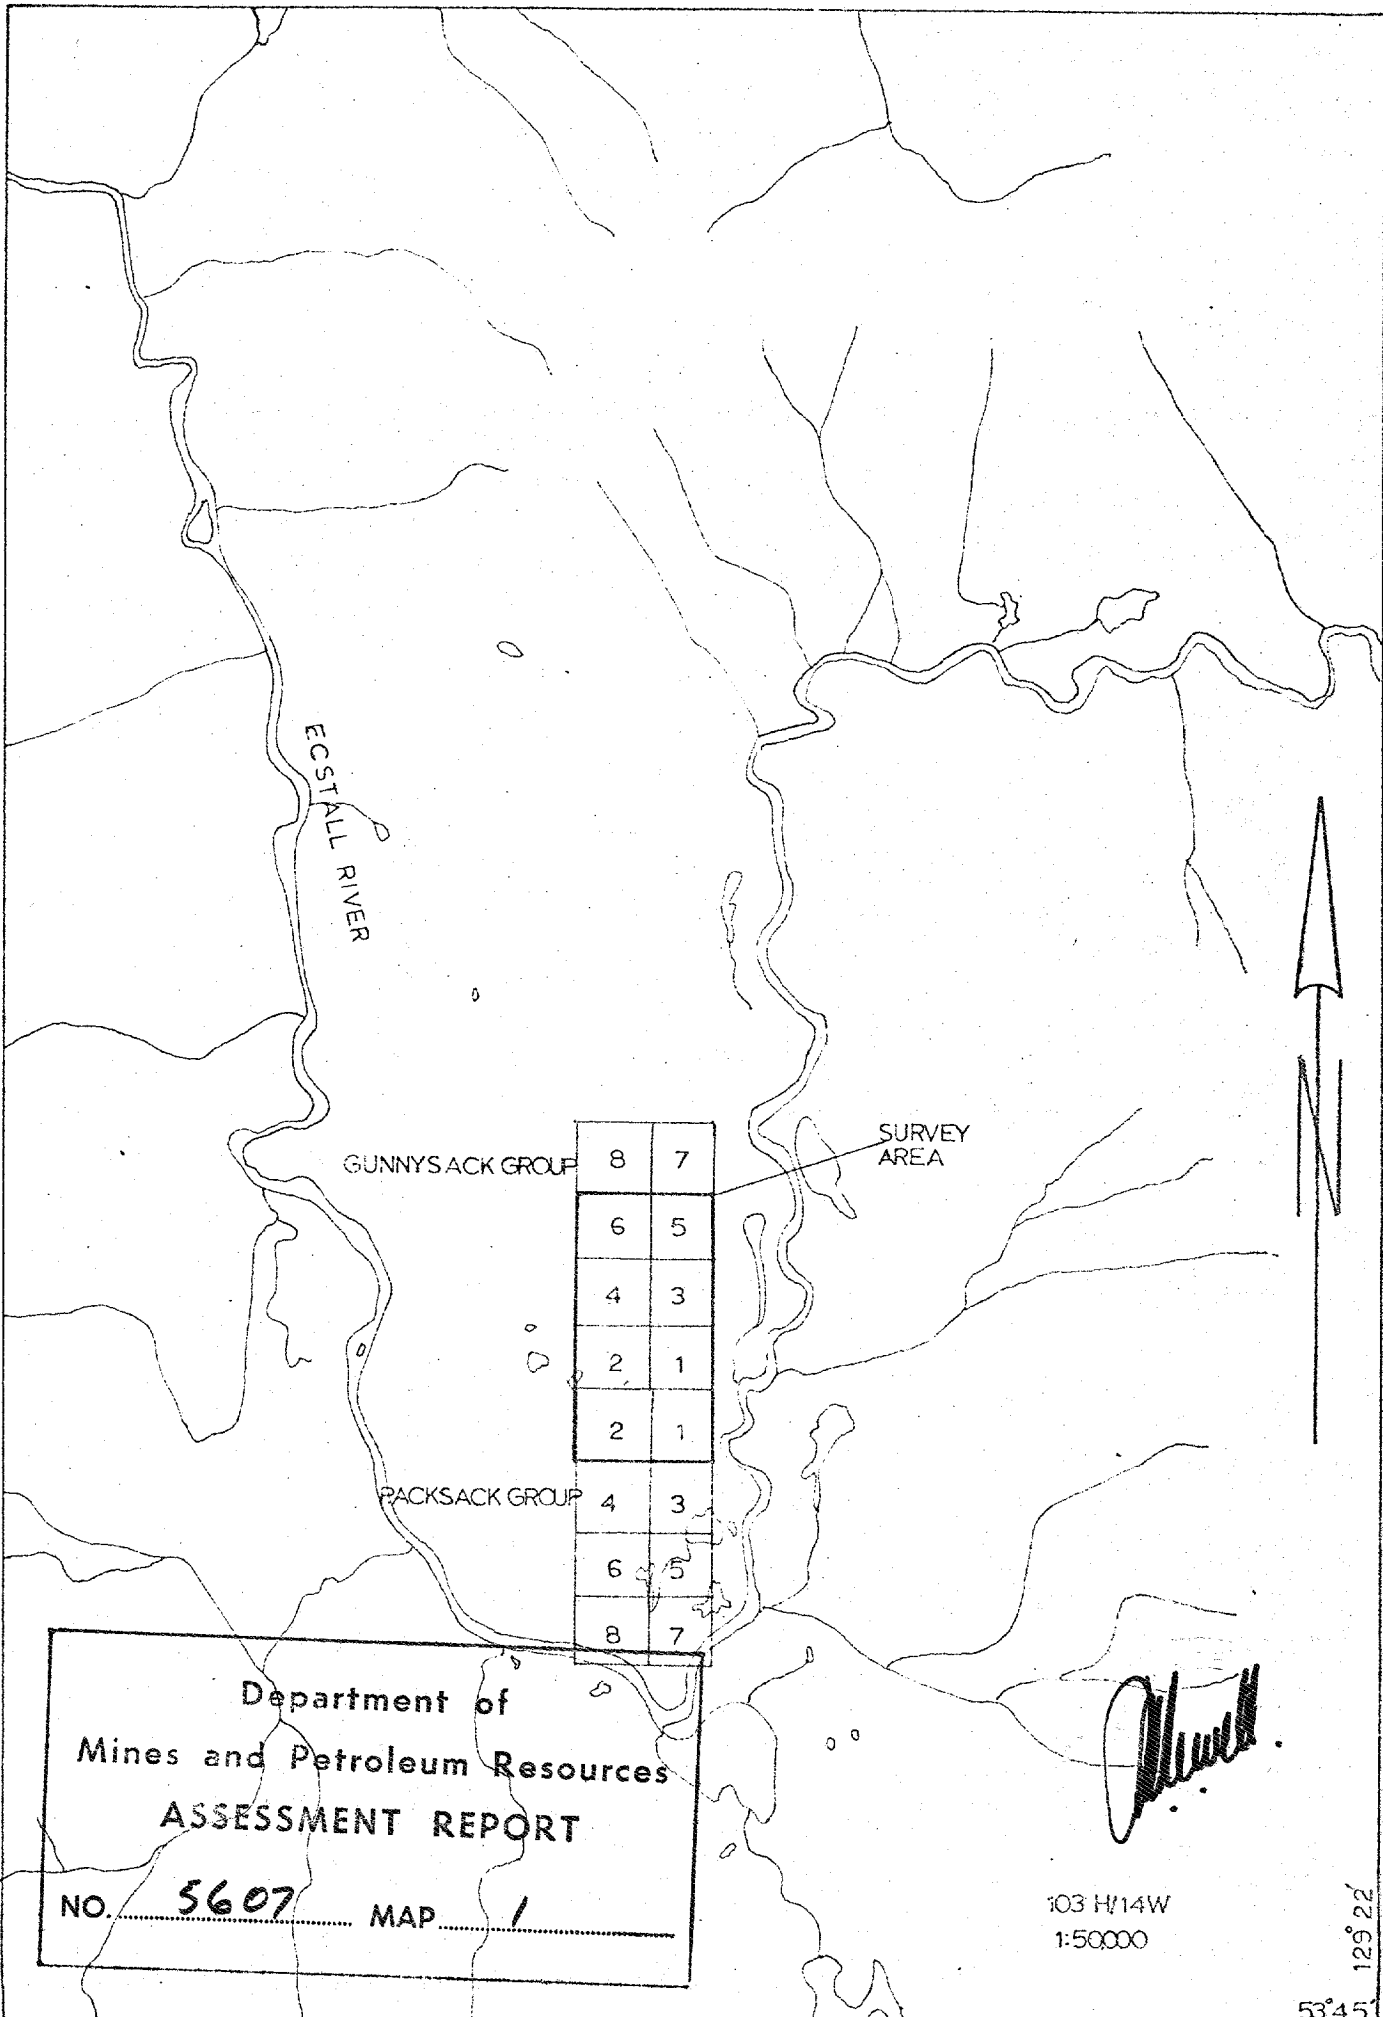 ECSTALL RIVER
GUNNYSACK GROUP
SURVEY
AREA
8 7
6 5
4 3
2 1
2 1
PACKSACK GROUP
4 3
6 5
8 7
N
Department of
Mines and Petroleum Resources
ASSESSMENT REPORT
NO. 5607 MAP 1
103 H/14W
1:50000
129°22'
53°45'